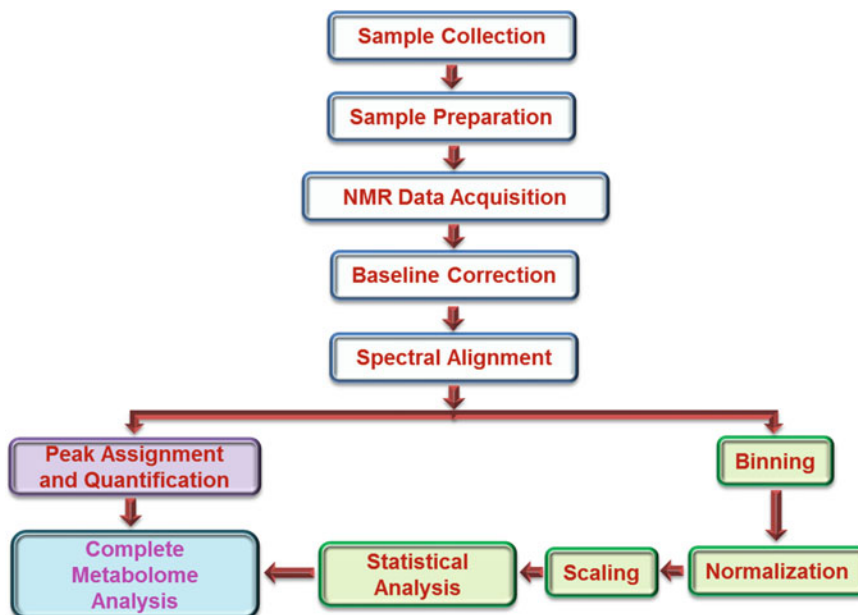 Sample Collection
Sample Preparation
NMR Data Acquisition
Baseline Correction
Spectral Alignment
Peak Assignment
and Quantification
Binning
Complete
Metabolome
Analysis
Statistical
Analysis
Scaling
Normalization